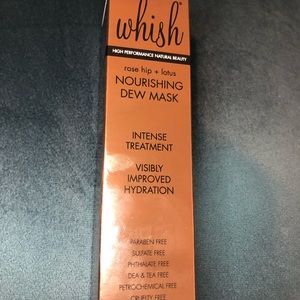 whish
HIGH PERFORMANCE NATURAL BEAUTY
rose hip + lotus
NOURISHING
DEW MASK
INTENSE
TREATMENT
VISIBLY
IMPROVED
HYDRATION
PARABEN FREE
SULFATE FREE
PHTHALATE FREE
DEA & TEA FREE
PETROCHEMICAL FREE
CRUELTY FREE